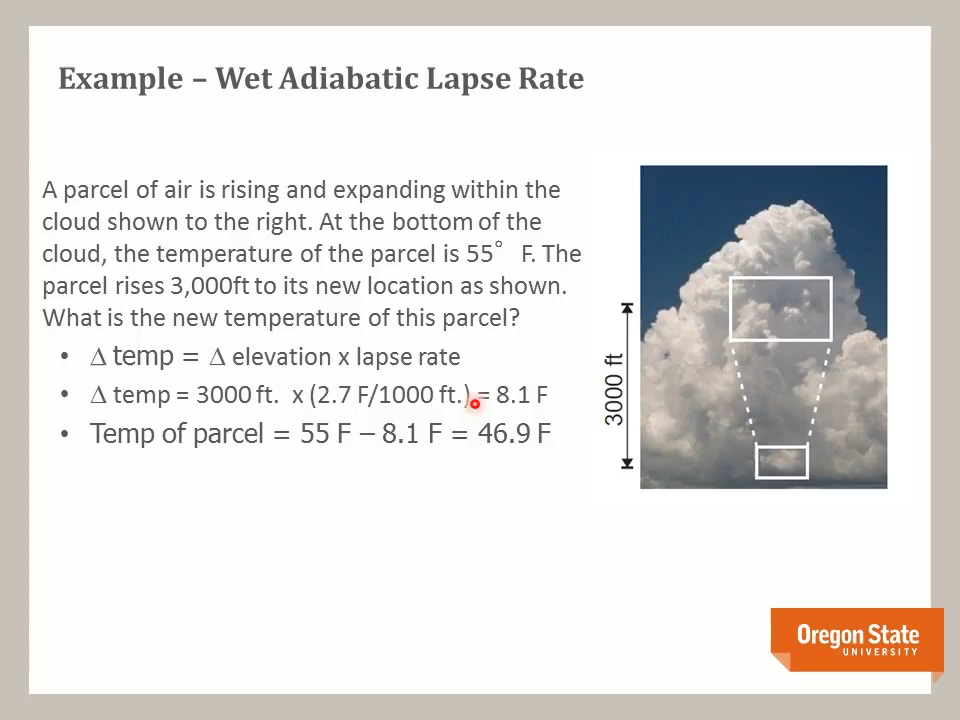 Example – Wet Adiabatic Lapse Rate
A parcel of air is rising and expanding within the
cloud shown to the right. At the bottom of the
cloud, the temperature of the parcel is 55° F. The
parcel rises 3,000ft to its new location as shown.
What is the new temperature of this parcel?
• Δ temp = Δ elevation x lapse rate
• Δ temp = 3000 ft. x (2.7 F/1000 ft.) = 8.1 F
• Temp of parcel = 55 F – 8.1 F = 46.9 F
3000 ft
Oregon State
UNIVERSITY